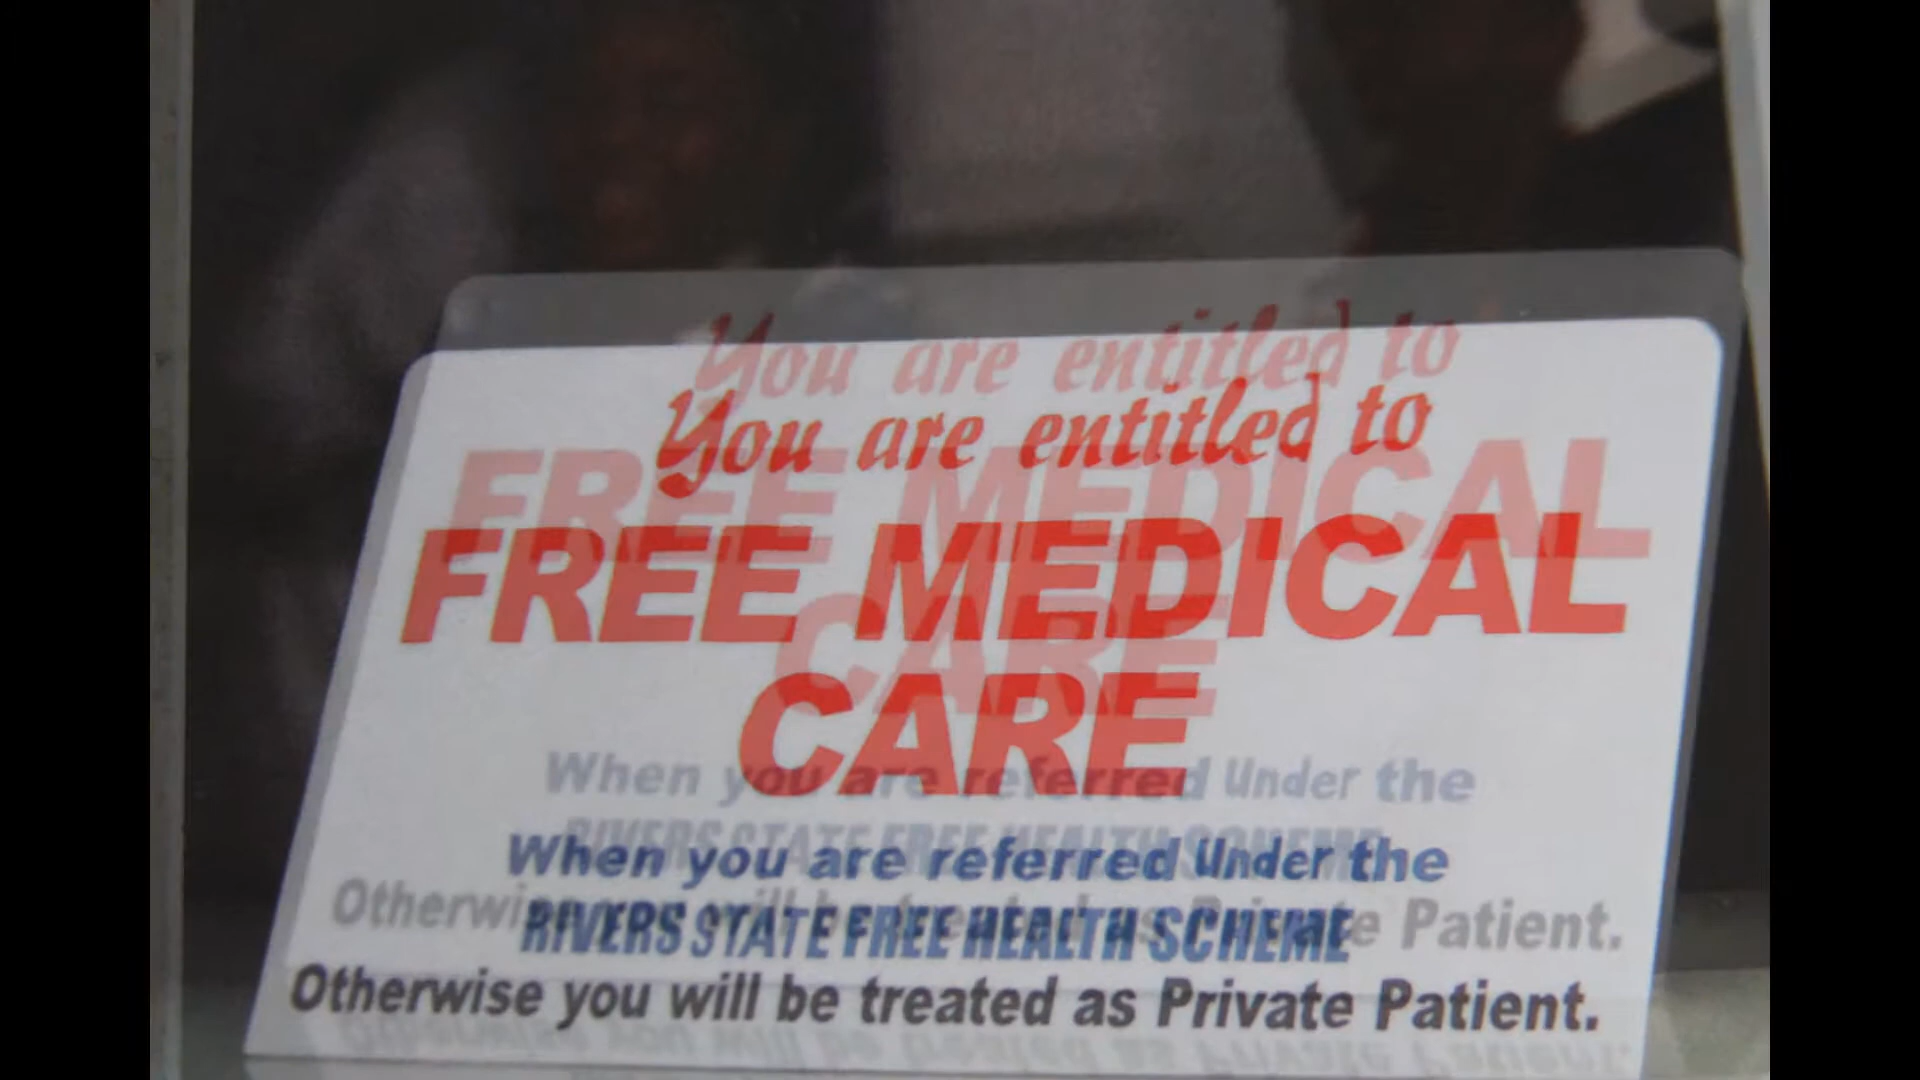 You are entitled to
FREE MEDICAL
CARE
When you are referred Under the
RIVERS STATE FREE HEALTH SCHEME
Otherwise you will be treated as Private Patient.